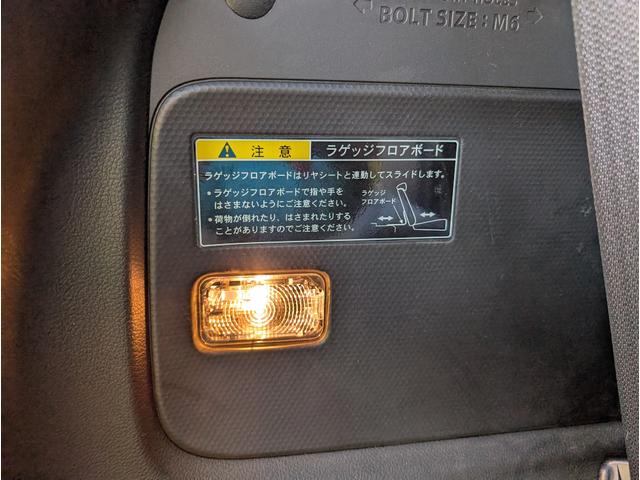 BOLT SIZE : M6
注 意 ラゲッジフロアボード
ラゲッジフロアボードはリヤシートと連動してスライドします。
•ラゲッジフロアボードで指や手を
はさまないようにご注意ください。
•荷物が倒れたり、はさまれたりする
ことがありますのでご注意ください。
ラゲッジ
フロアボード